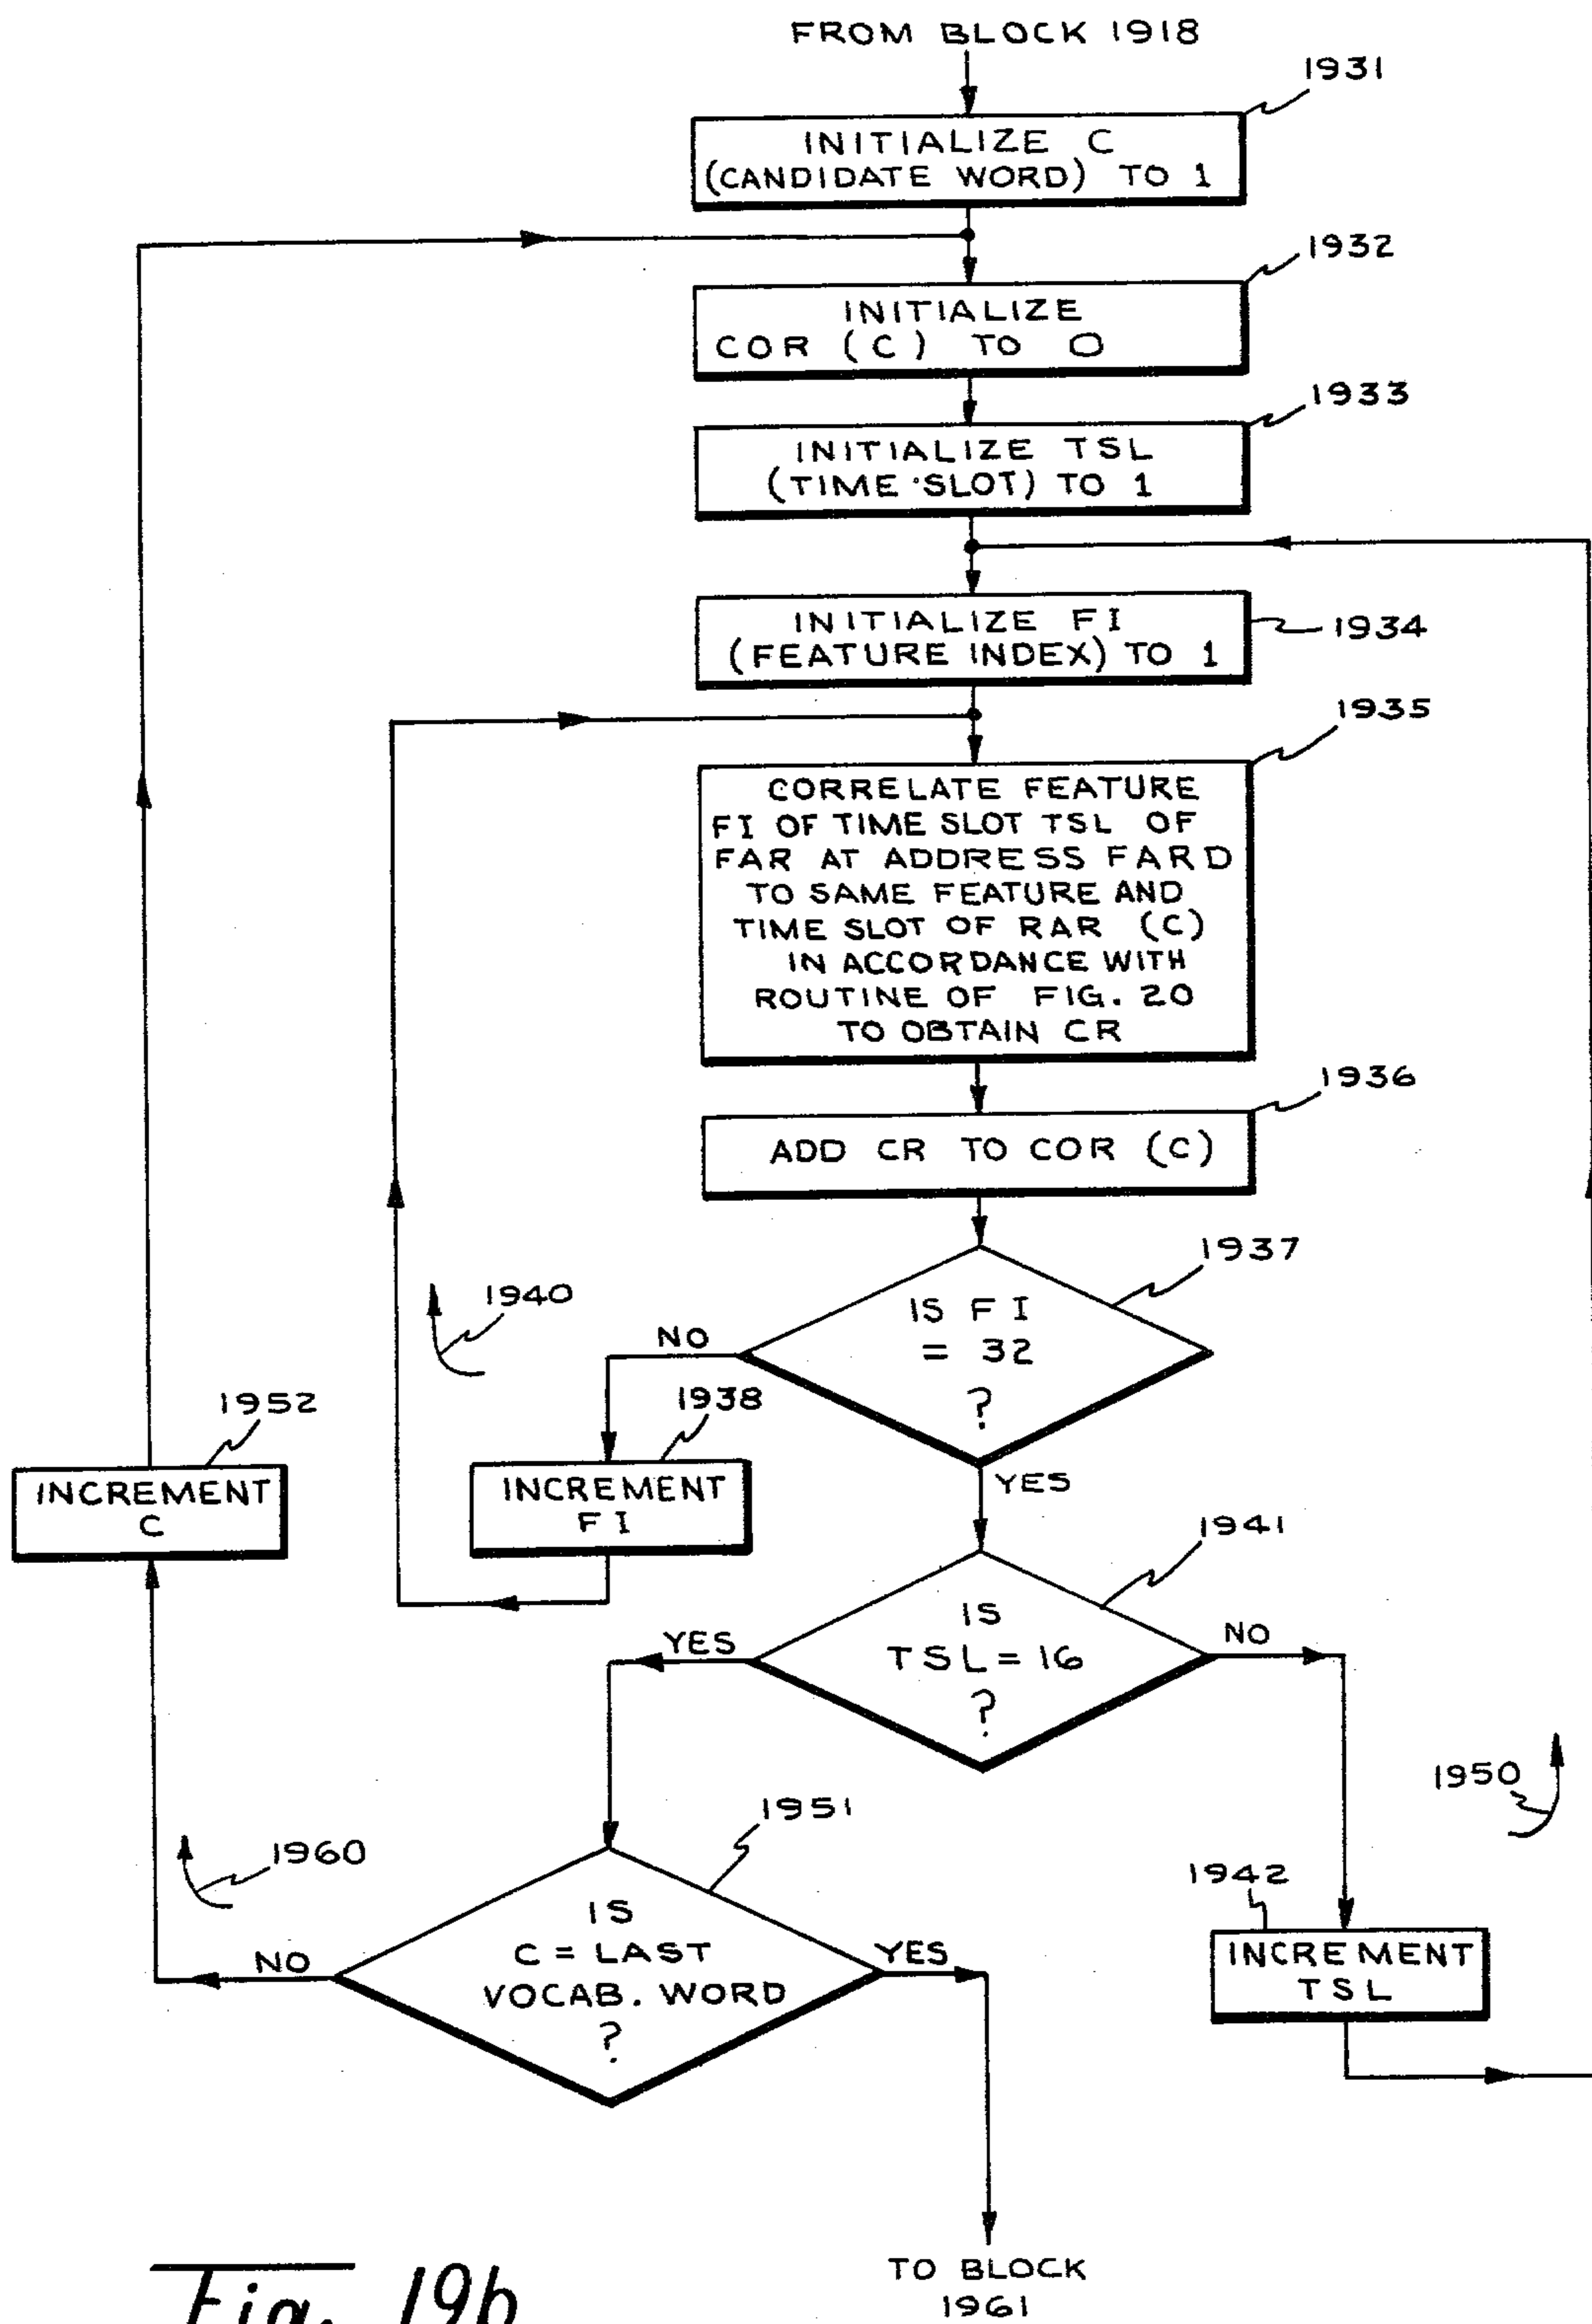 FROM BLOCK 1918
1931
INITIALIZE C
(CANDIDATE WORD) TO 1
1932
INITIALIZE
COR (C) TO O
1933
INITIALIZE TSL
(TIME SLOT) TO 1
INITIALIZE FI
(FEATURE INDEX) TO 1
1934
1935
CORRELATE FEATURE
FI OF TIME SLOT TSL OF
FAR AT ADDRESS FARD
TO SAME FEATURE AND
TIME SLOT OF RAR (C)
IN ACCORDANCE WITH
ROUTINE OF FIG. 20
TO OBTAIN CR
1936
ADD CR TO COR (C)
1937
IS FI
= 32
?
NO
1940
1938
INCREMENT
FI
YES
1952
INCREMENT
C
1941
IS
TSL = 16
?
YES
NO
1950
1942
INCREMENT
TSL
1951
1960
IS
C = LAST
VOCAB. WORD
?
NO
YES
TO BLOCK
1961
Fig. 19b